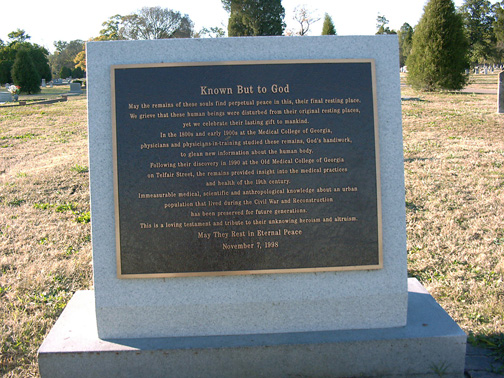 Known But to God
May the remains of these souls find perpetual peace in this, their final resting place.
We grieve that these human beings were disturbed from their original resting places,
yet we celebrate their lasting gift to mankind.
In the 1800s and early 1900s at the Medical College of Georgia,
physicians and physicians-in-training studied these remains, God's handiwork,
to glean new information about the human body.
Following their discovery in 1990 at the Old Medical College of Georgia
on Telfair Street, the remains provided insight into the medical practices
and health of the 19th century.
Immeasurable medical, scientific and anthropological knowledge about an urban
population that lived during the Civil War and Reconstruction
has been preserved for future generations.
This is a loving testament and tribute to their unknowing heroism and altruism.
May They Rest in Eternal Peace
November 7, 1998